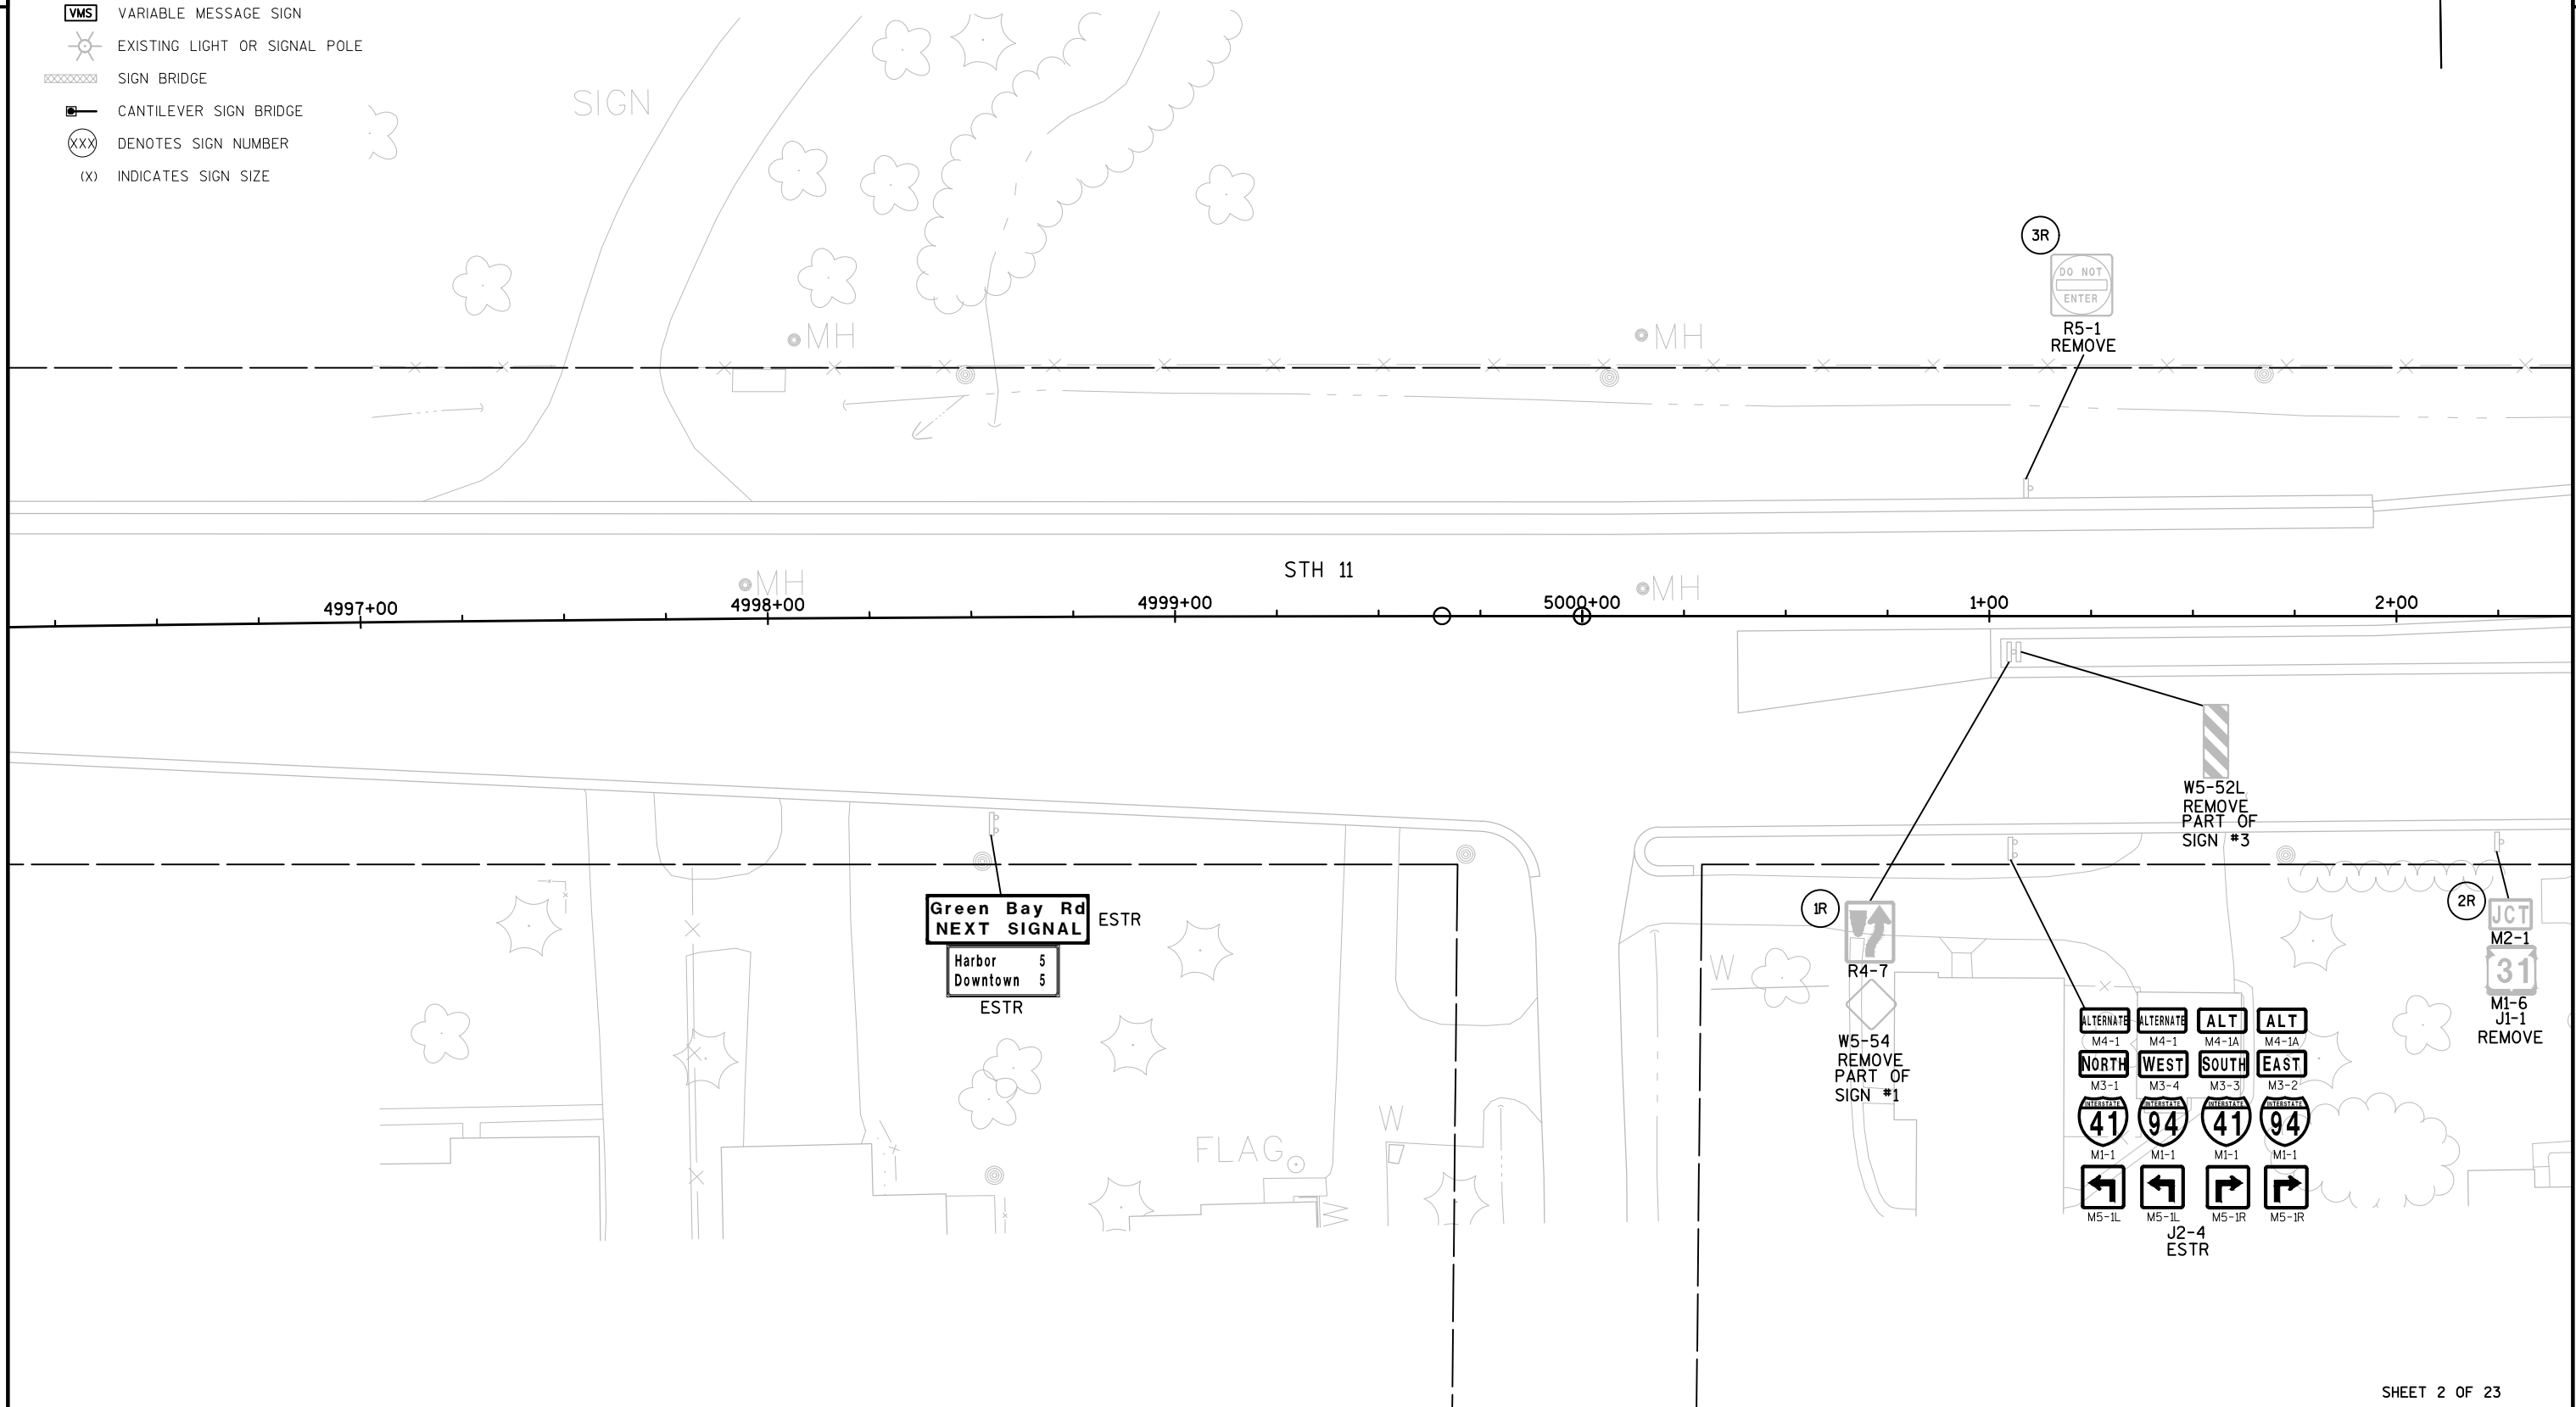 VMS VARIABLE MESSAGE SIGN
EXISTING LIGHT OR SIGNAL POLE
SIGN BRIDGE
CANTILEVER SIGN BRIDGE
XXX DENOTES SIGN NUMBER
(X) INDICATES SIGN SIZE
SIGN
3R
DO NOT
ENTER
R5-1
REMOVE
MH
MH
STH 11
MH
MH
4997+00 4998+00 4999+00 5000+00 1+00 2+00
W5-52L
REMOVE
PART OF
SIGN #3
Green Bay Rd
NEXT SIGNAL
ESTR
Harbor 5
Downtown 5
ESTR
1R
R4-7
W5-54
REMOVE
PART OF
SIGN #1
W
W
FLAG
2R
JCT
M2-1
31
M1-6
J1-1
REMOVE
ALTERNATE ALTERNATE ALT ALT
M4-1 M4-1 M4-1A M4-1A
NORTH WEST SOUTH EAST
M3-1 M3-4 M3-3 M3-2
INTERSTATE INTERSTATE INTERSTATE INTERSTATE
41 94 41 94
M1-1 M1-1 M1-1 M1-1
M5-1L M5-1L M5-1R M5-1R
J2-4
ESTR
SHEET 2 OF 23